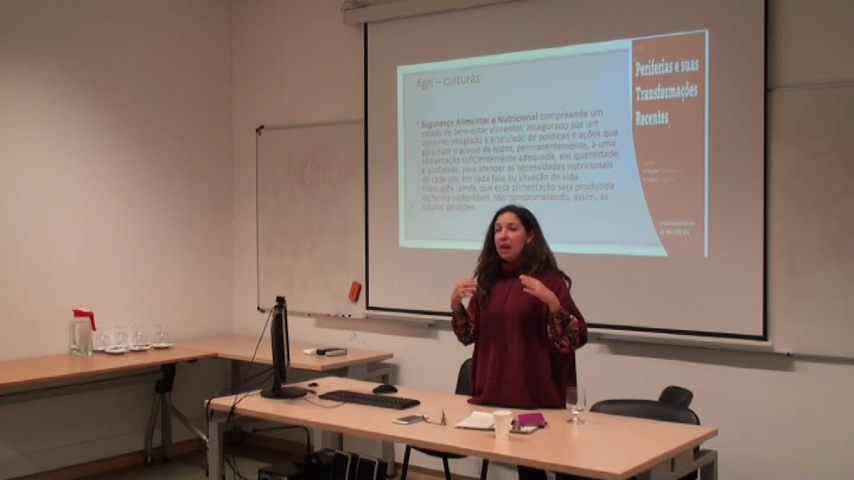 Agri – culturas
• Segurança Alimentar e Nutricional compreende um
estado de bem-estar alimentar, assegurado por um
conjunto integrado e articulado de políticas e ações que
garantam o acesso de todos, permanentemente, a uma
alimentação suficientemente adequada, em quantidade
e qualidade, para atender as necessidades nutricionais
de cada um, em cada fase ou situação de vida.
Pressupõe, ainda, que esta alimentação seja produzida
de forma sustentável, não comprometendo, assim, as
futuras gerações.
Periferias e suas
Transformações
Recentes